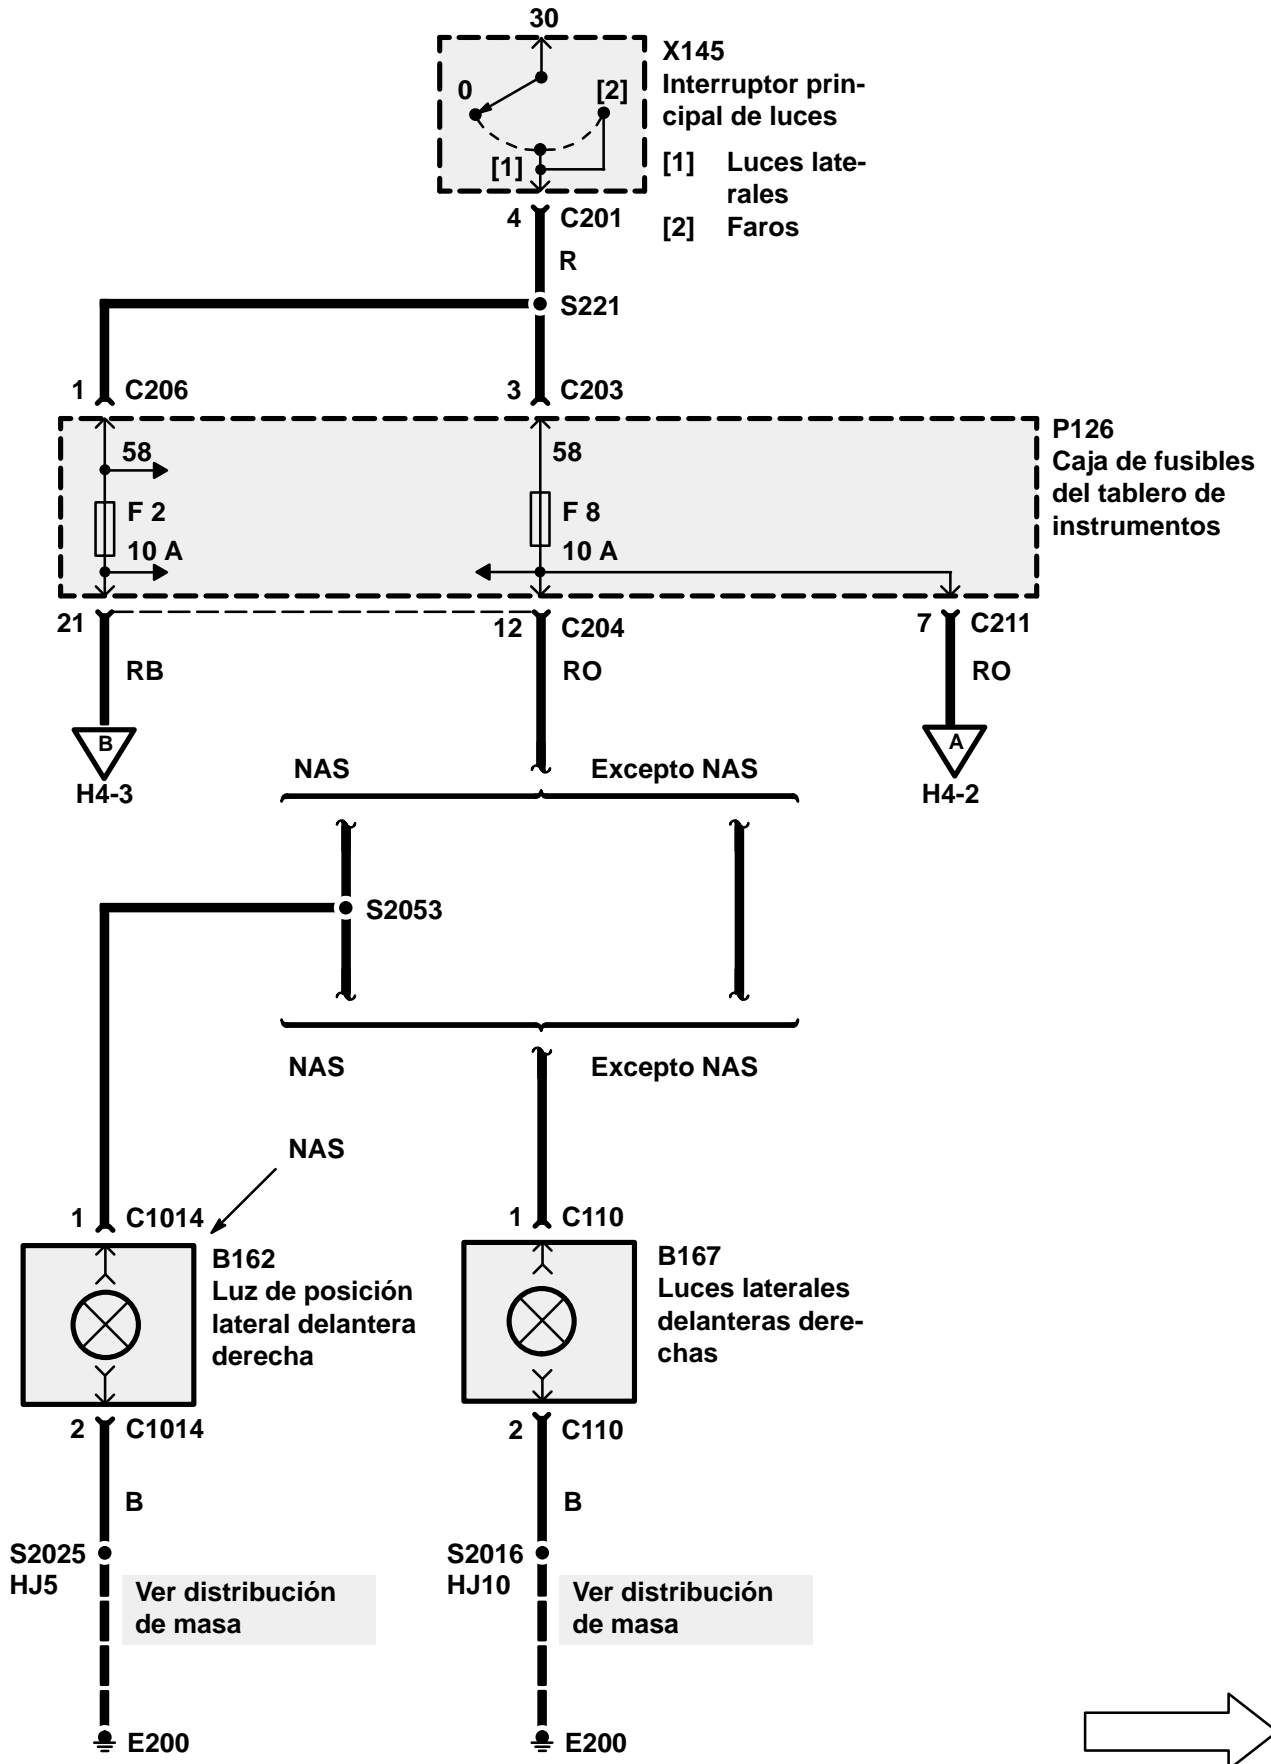 30
X145
Interruptor prin-
cipal de luces
0
[2]
[1]
[1] Luces late-
rales
[2] Faros
4 C201
R
S221
1 C206
3 C203
P126
Caja de fusibles
del tablero de
instrumentos
58
58
F 2
F 8
10 A
10 A
21
12 C204
7 C211
RB
RO
RO
B
A
H4-3
H4-2
NAS
Excepto NAS
S2053
NAS
Excepto NAS
NAS
1 C1014
1 C110
B162
Luz de posición
lateral delantera
derecha
B167
Luces laterales
delanteras dere-
chas
2 C1014
2 C110
B
B
S2025
HJ5
S2016
HJ10
Ver distribución
de masa
Ver distribución
de masa
E200
E200